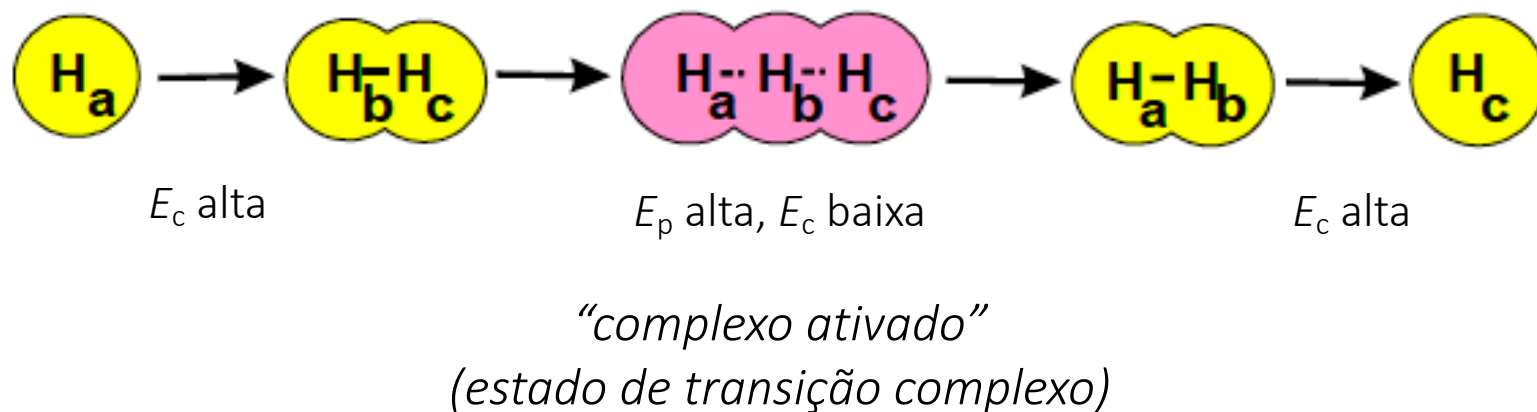 Ha H-Hb c Ha--·Hb--·Hc Ha-Hb Hc
Ec alta Ep alta, Ec baixa Ec alta
“complexo ativado”
(estado de transição complexo)